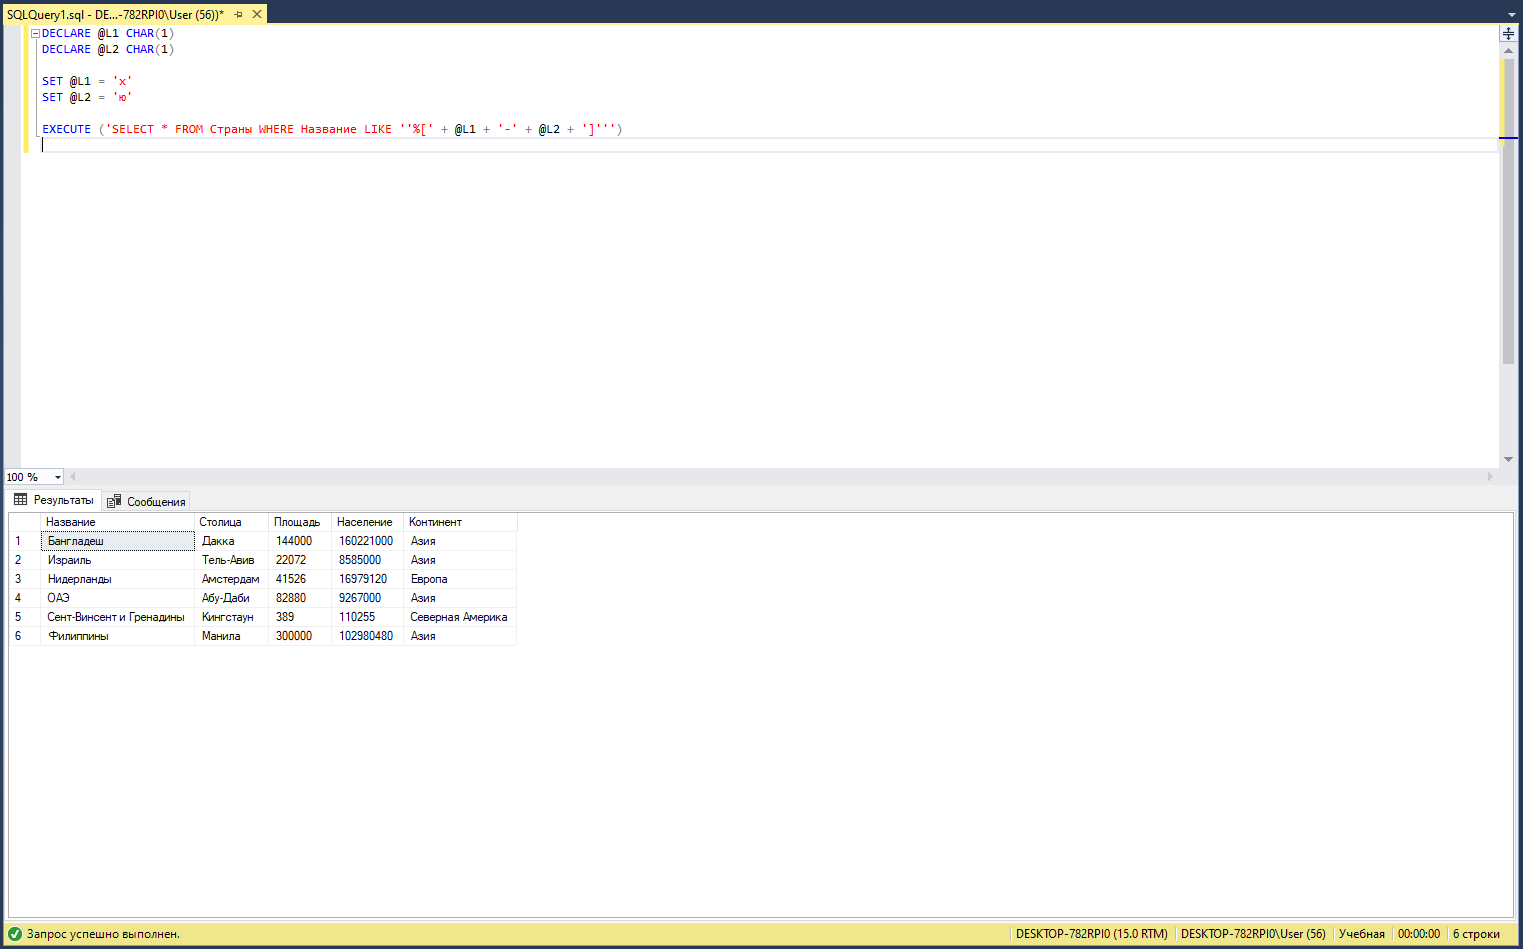 SQLQuery1.sql - DE...-782RPI0\User (56))*
DECLARE @L1 CHAR(1)
DECLARE @L2 CHAR(1)
SET @L1 = 'х'
SET @L2 = 'ю'
EXECUTE ('SELECT * FROM Страны WHERE Название LIKE ''%[' + @L1 + '-' + @L2 + ']''')
100 %
Результаты Сообщения
Название Столица Площадь Население Континент
1 Бангладеш Дакка 144000 160221000 Азия
2 Израиль Тель-Авив 22072 8585000 Азия
3 Нидерланды Амстердам 41526 16979120 Европа
4 ОАЭ Абу-Даби 82880 9267000 Азия
5 Сент-Винсент и Гренадины Кингстаун 389 110255 Северная Америка
6 Филиппины Манила 300000 102980480 Азия
Запрос успешно выполнен. DESKTOP-782RPI0 (15.0 RTM) DESKTOP-782RPI0\User (56) Учебная 00:00:00 6 строки